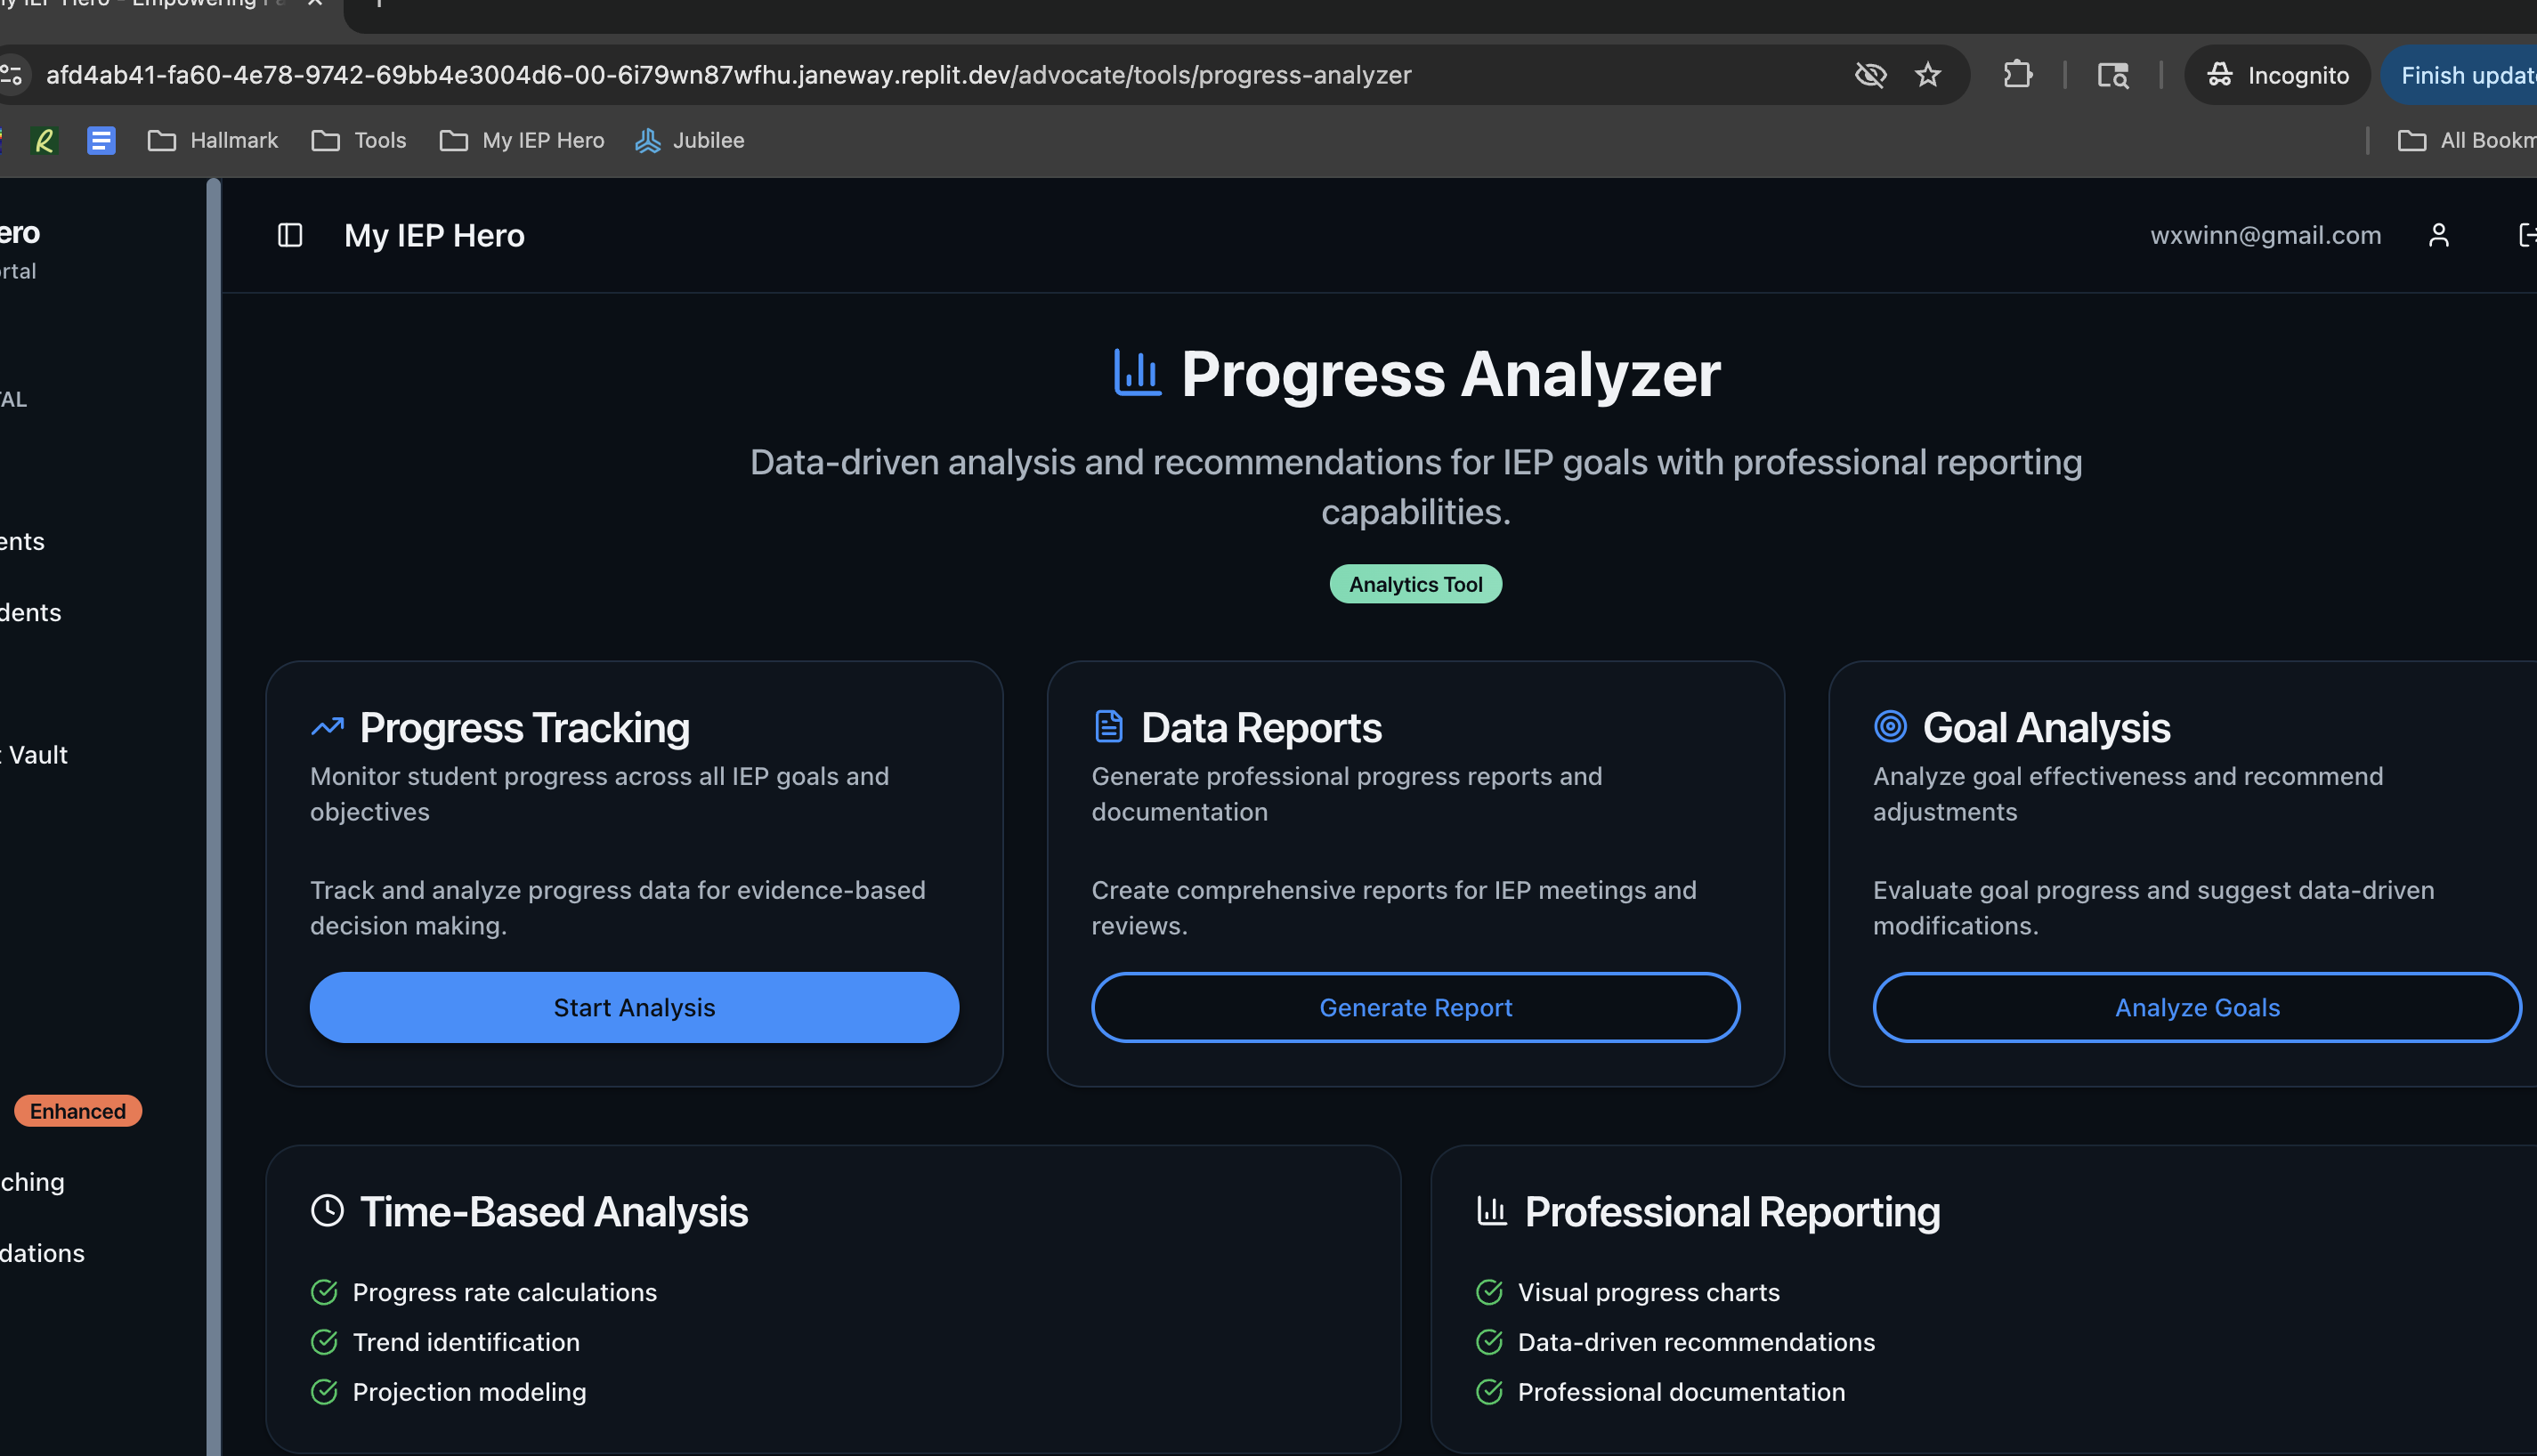 afd4ab41-fa60-4e78-9742-69bb4e3004d6-00-6i79wn87wfhu.janeway.replit.dev/advocate/tools/progress-analyzer
Incognito
Finish updat
Hallmark
Tools
My IEP Hero
Jubilee
All Bookm
ero
rtal
My IEP Hero
wxwinn@gmail.com
AL
ents
dents
Vault
Enhanced
ching
dations
Progress Analyzer
Data-driven analysis and recommendations for IEP goals with professional reporting
capabilities.
Analytics Tool
Progress Tracking
Monitor student progress across all IEP goals and
objectives
Track and analyze progress data for evidence-based
decision making.
Start Analysis
Data Reports
Generate professional progress reports and
documentation
Create comprehensive reports for IEP meetings and
reviews.
Generate Report
Goal Analysis
Analyze goal effectiveness and recommend
adjustments
Evaluate goal progress and suggest data-driven
modifications.
Analyze Goals
Time-Based Analysis
Progress rate calculations
Trend identification
Projection modeling
Professional Reporting
Visual progress charts
Data-driven recommendations
Professional documentation